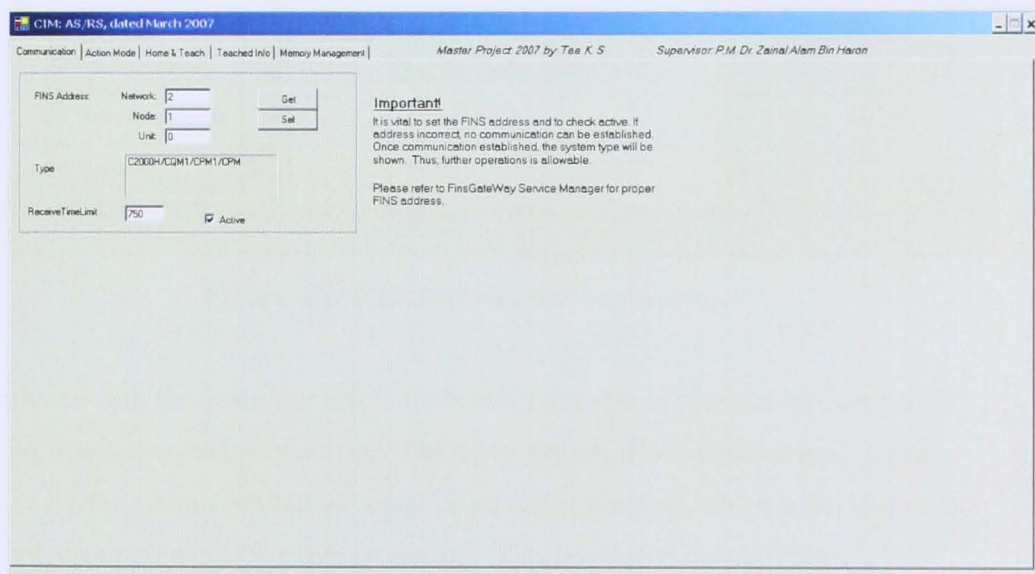 CIM: AS/RS, dated March 2007
Communication Action Mode Home & Teach Teached Info Memory Management
Master Project 2007 by: Tee K. S Supervisor: P.M. Dr. Zainal Alam Bin Haron
FINS Address: Network: 2 Get
Node: 1 Set
Unit: 0
Type C2000H/CQM1/CPM1/CPM
ReceiveTimeLimit 750 Active
Important!
It is vital to set the FINS address and to check active. If
address incorrect, no communication can be established.
Once communication established, the system type will be
shown. Thus, further operations is allowable.
Please refer to FinsGateWay Service Manager for proper
FINS address.